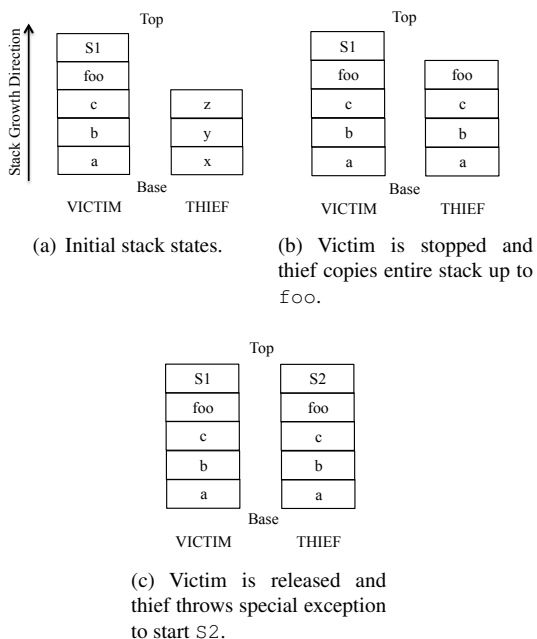 Top
Stack Growth Direction
S1
foo
c
b
a
z
y
x
Base
VICTIM
THIEF
(a) Initial stack states.
Top
S1
foo
c
b
a
foo
c
b
a
Base
VICTIM
THIEF
(b) Victim is stopped and
thief copies entire stack up to
foo.
Top
S1
foo
c
b
a
S2
foo
c
b
a
Base
VICTIM
THIEF
(c) Victim is released and
thief throws special exception
to start S2.